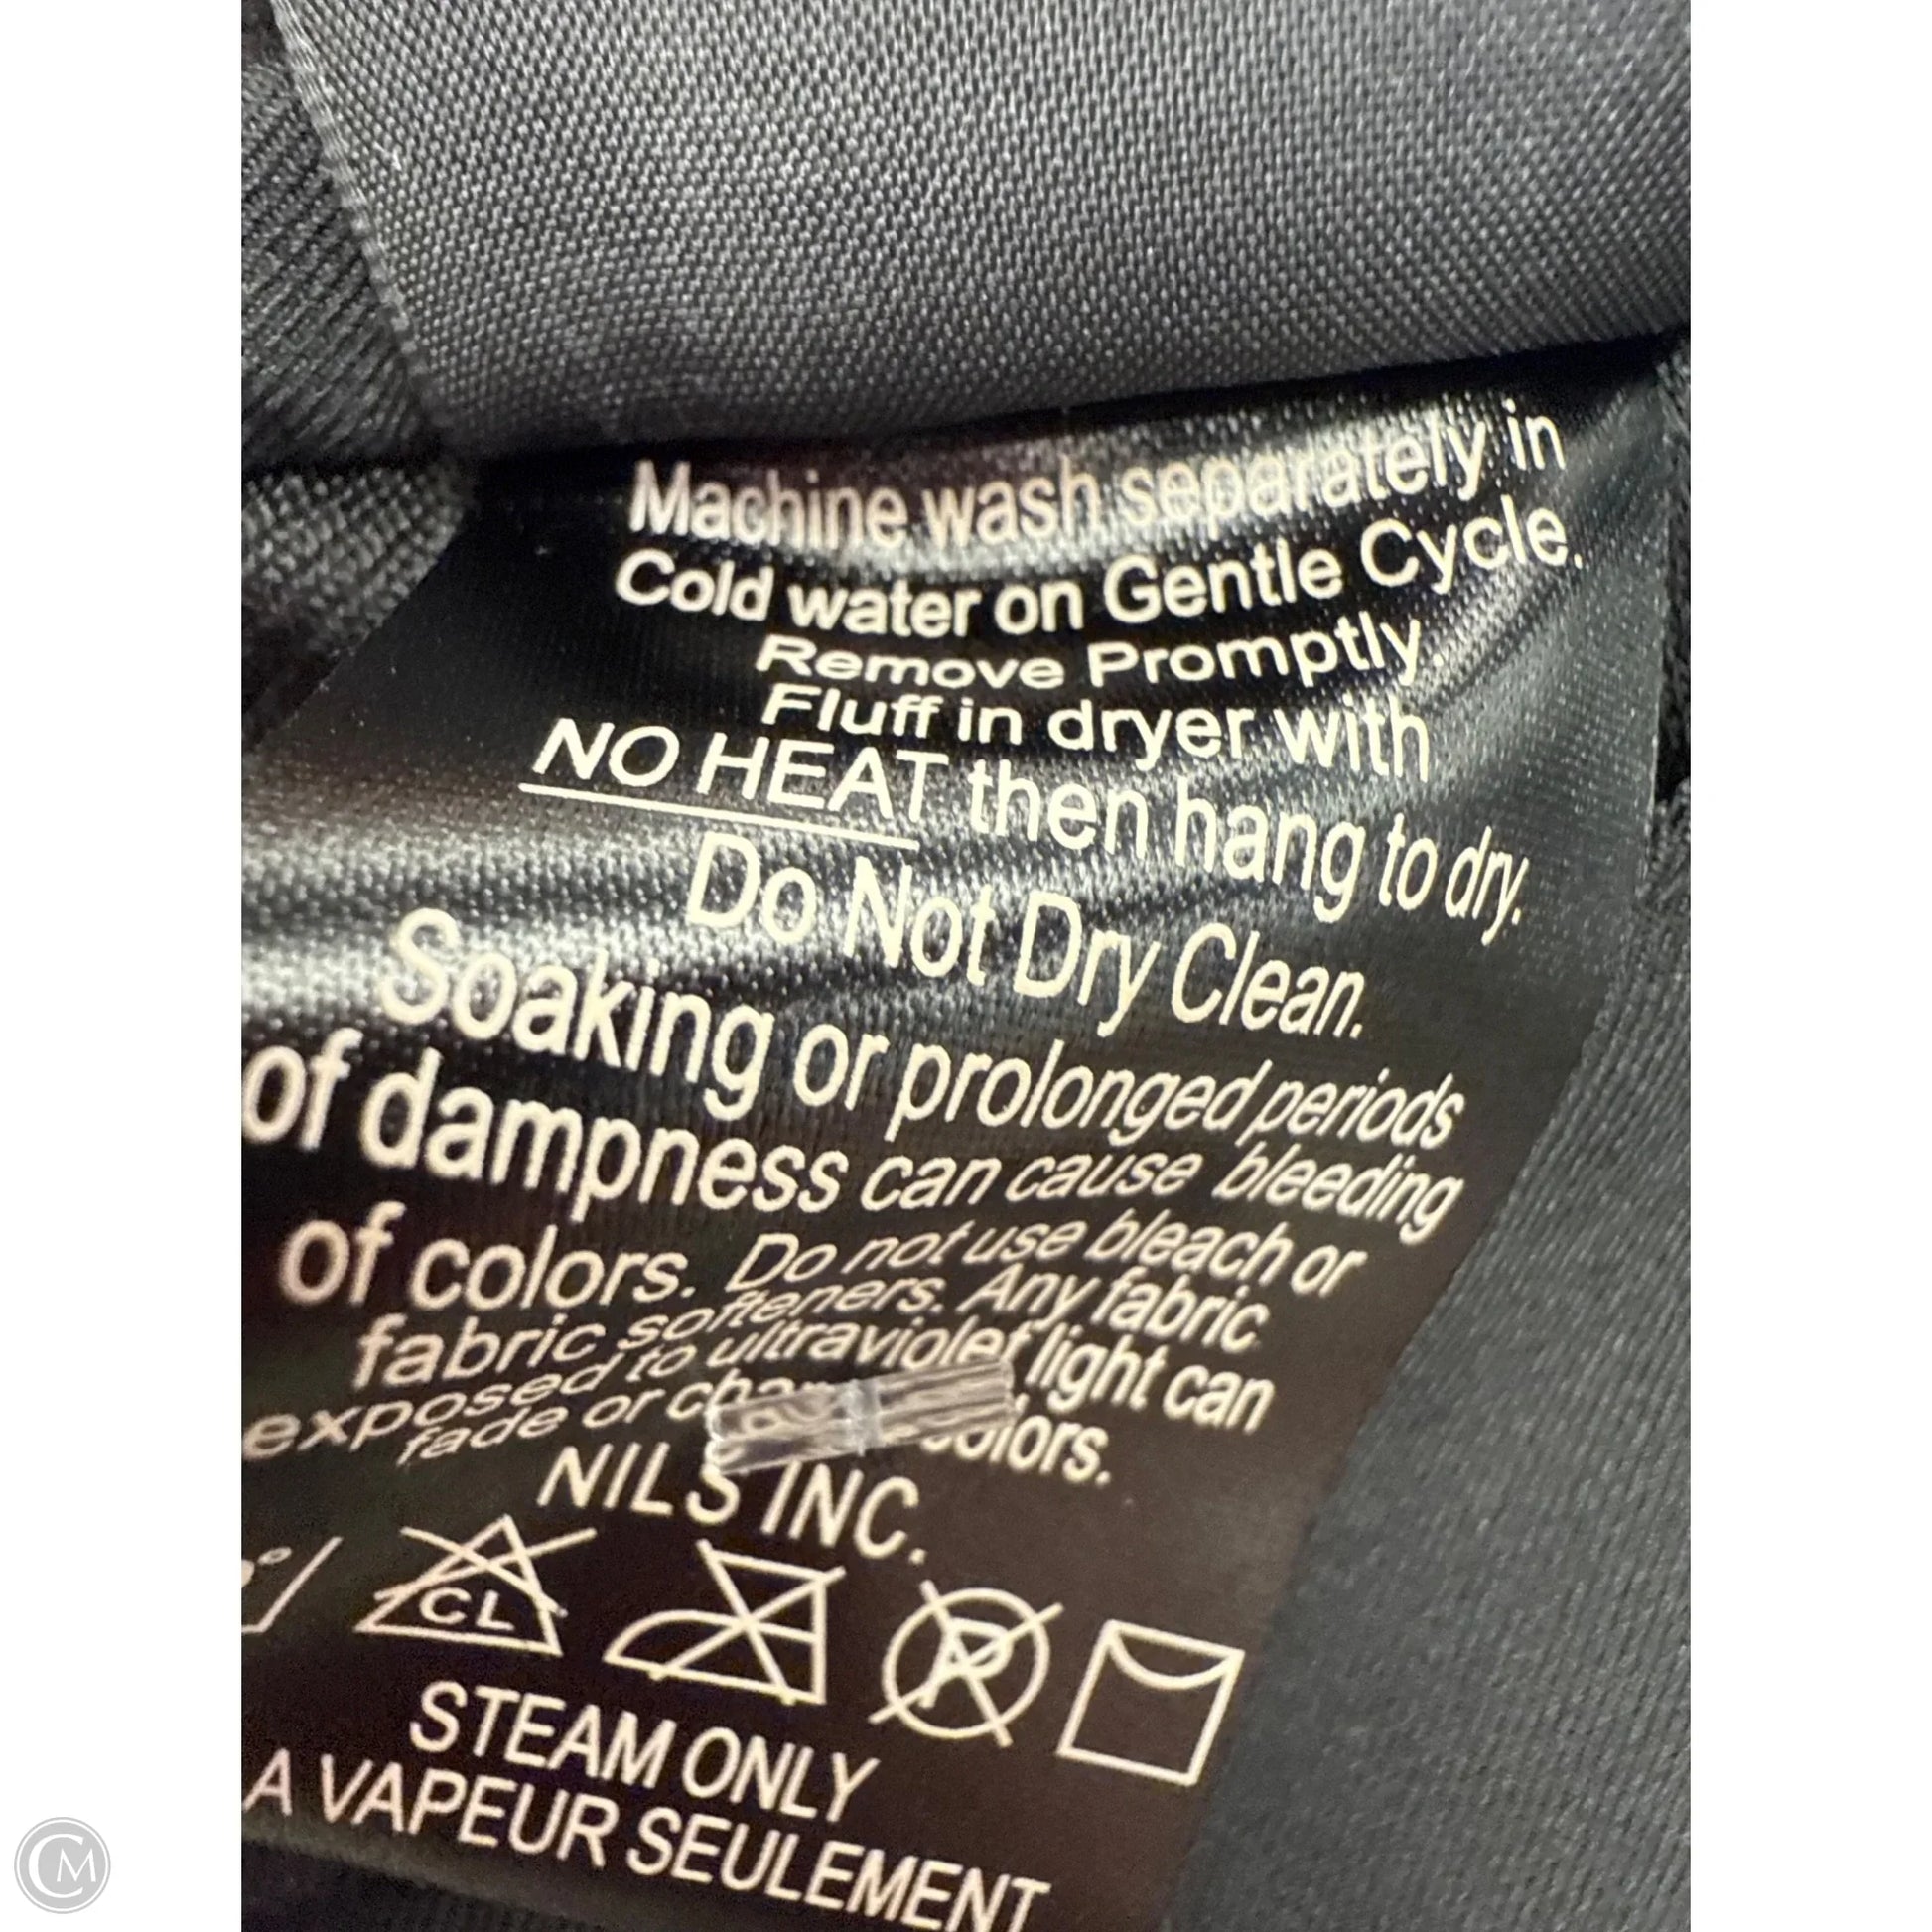 Machine wash separately in
Cold water on Gentle Cycle.
Remove Promptly.
Fluff in dryer with
NO HEAT then hang to dry.
Do Not Dry Clean.
Soaking or prolonged periods
of dampness can cause bleeding
of colors. Do not use bleach or
fabric softeners. Any fabric
exposed to ultraviolet light can
fade or colors.
NILS INC.
CL
P
STEAM ONLY
A VAPEUR SEULEMENT
CM